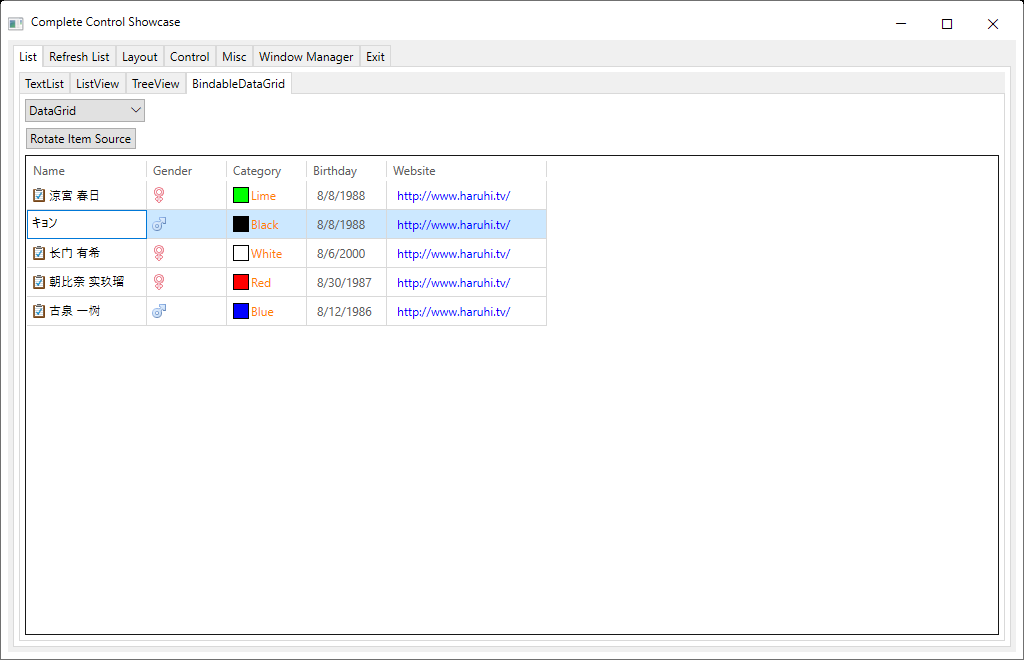 Complete Control Showcase
List Refresh List Layout Control Misc Window Manager Exit
TextList ListView TreeView BindableDataGrid
DataGrid
Rotate Item Source
Name Gender Category Birthday Website
涼宮 春日 Lime 8/8/1988 http://www.haruhi.tv/
キョン Black 8/8/1988 http://www.haruhi.tv/
长门 有希 White 8/6/2000 http://www.haruhi.tv/
朝比奈 实玖瑠 Red 8/30/1987 http://www.haruhi.tv/
古泉 一树 Blue 8/12/1986 http://www.haruhi.tv/